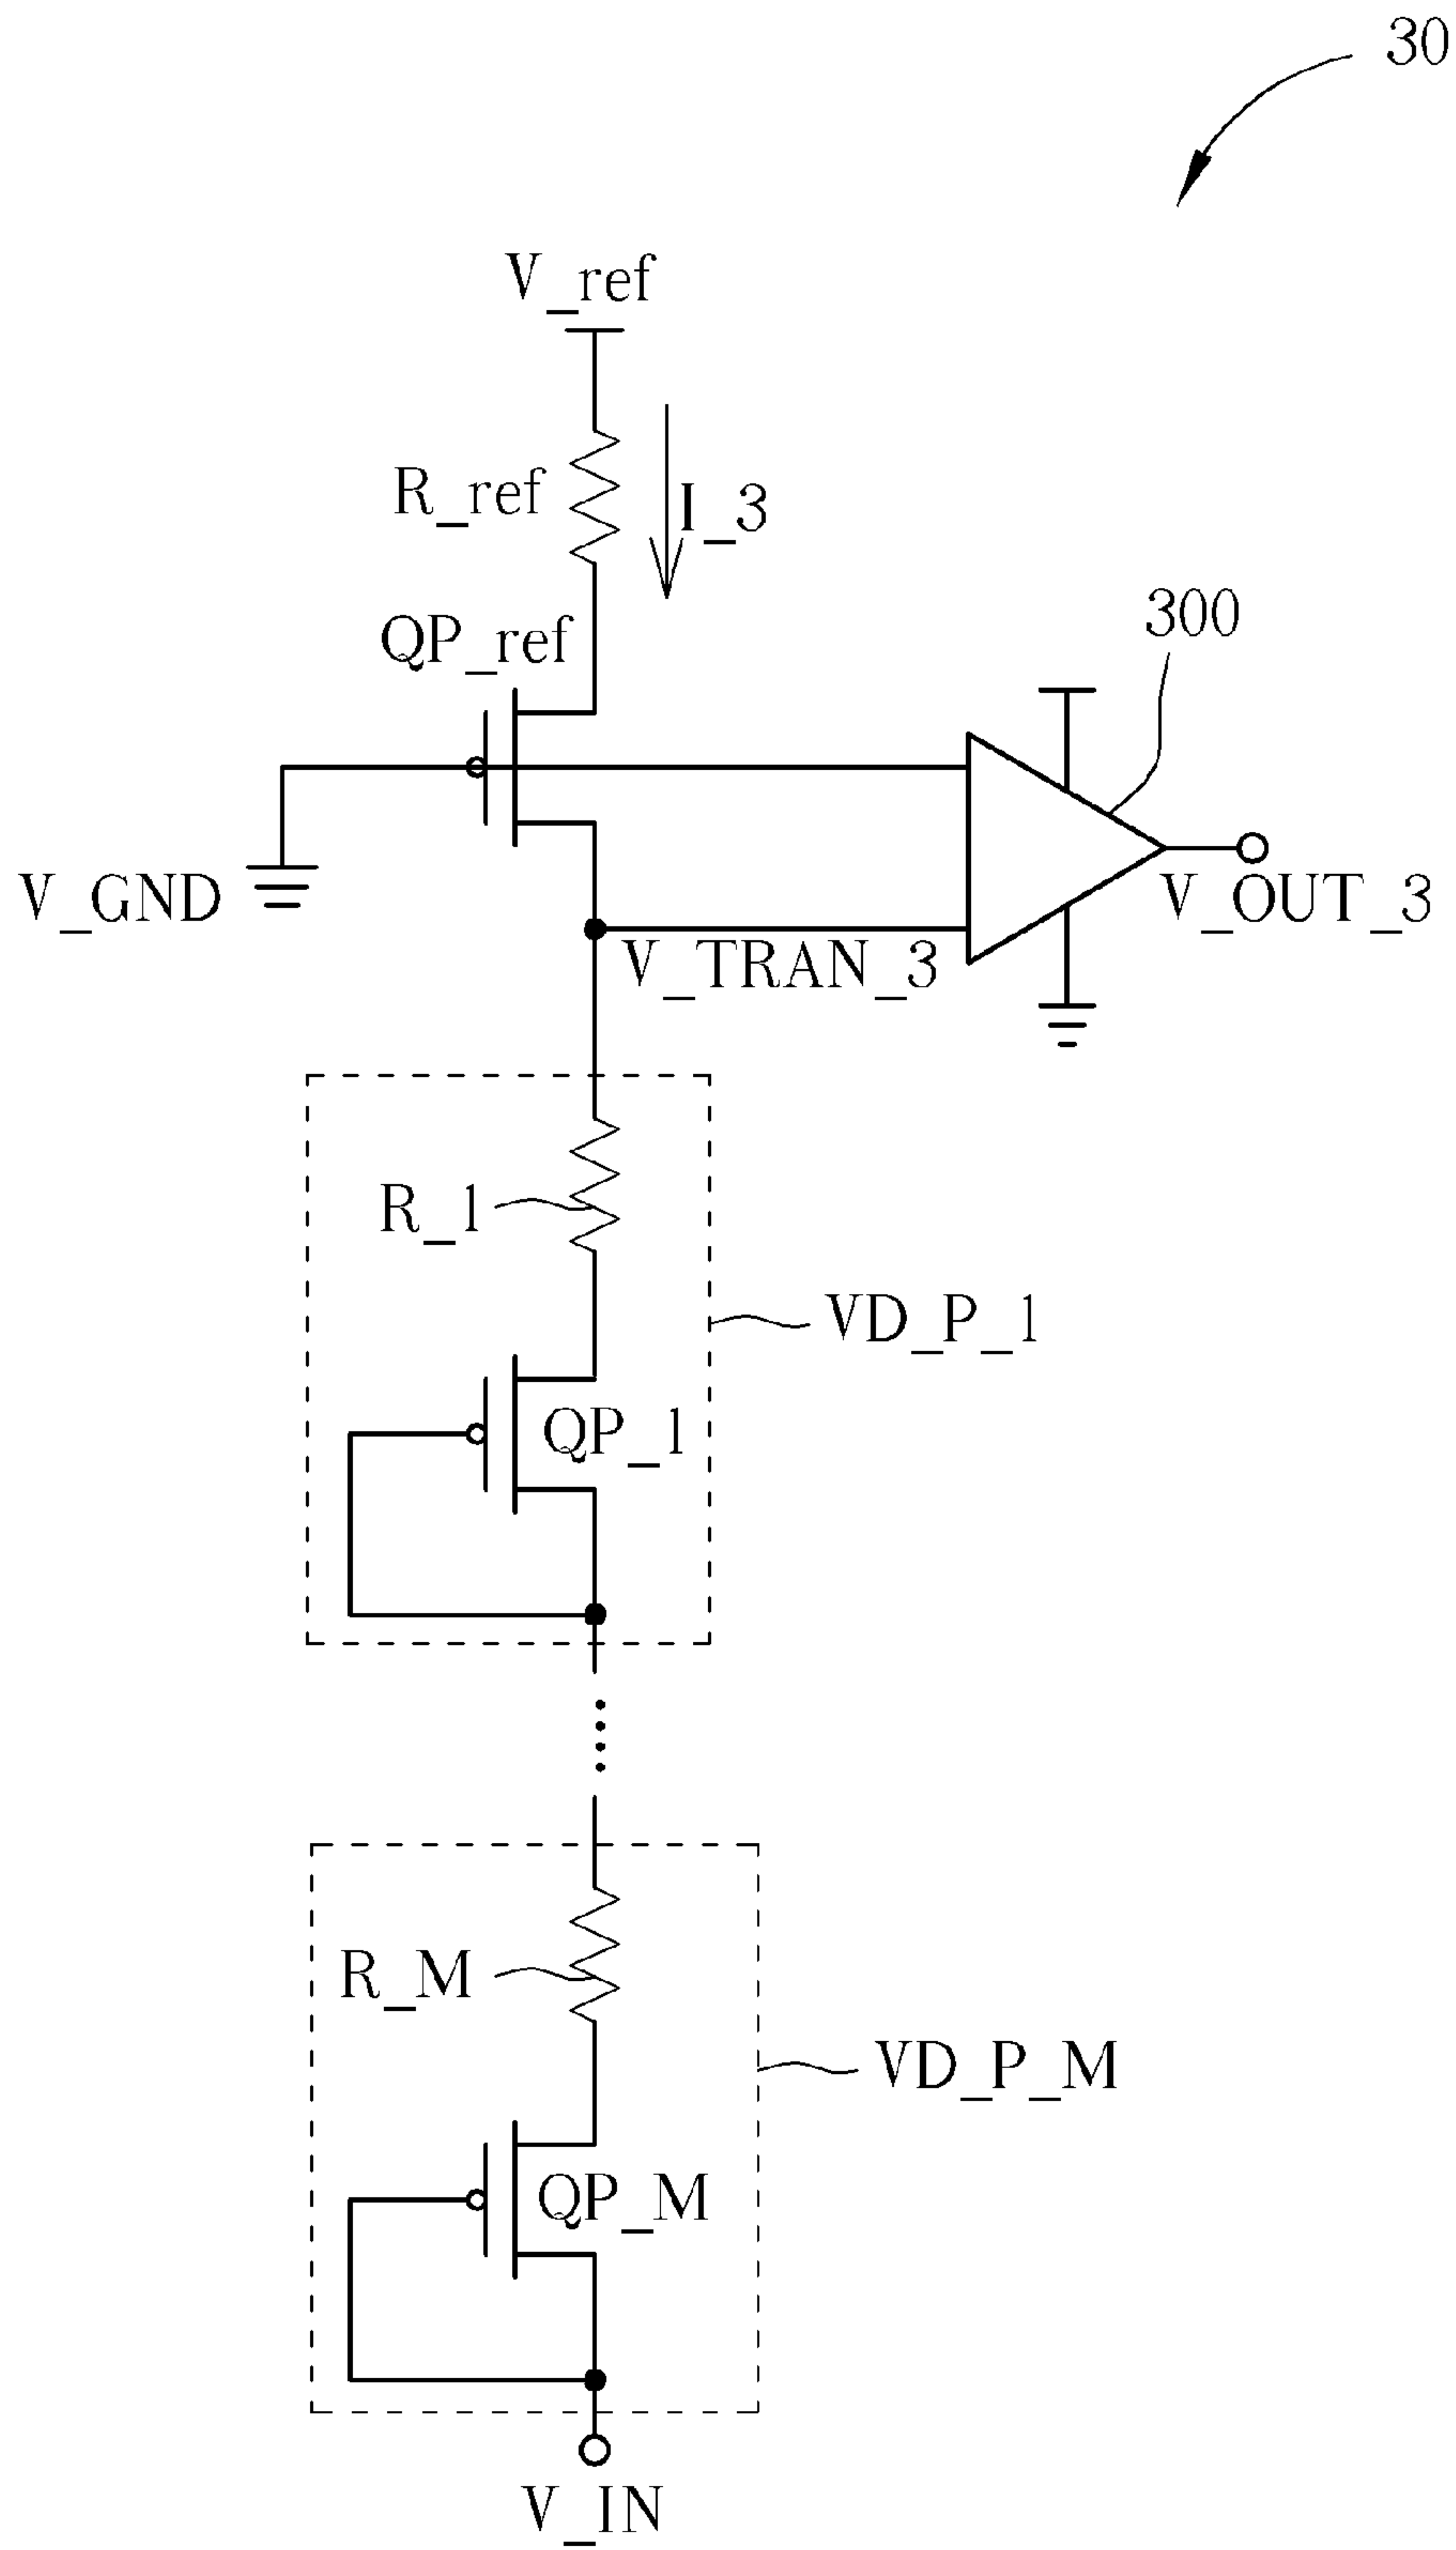 30
V_ref
R_ref
I_3
QP_ref
300
V_GND
V_OUT_3
V_TRAN_3
R_1
VD_P_1
QP_1
R_M
VD_P_M
QP_M
V_IN